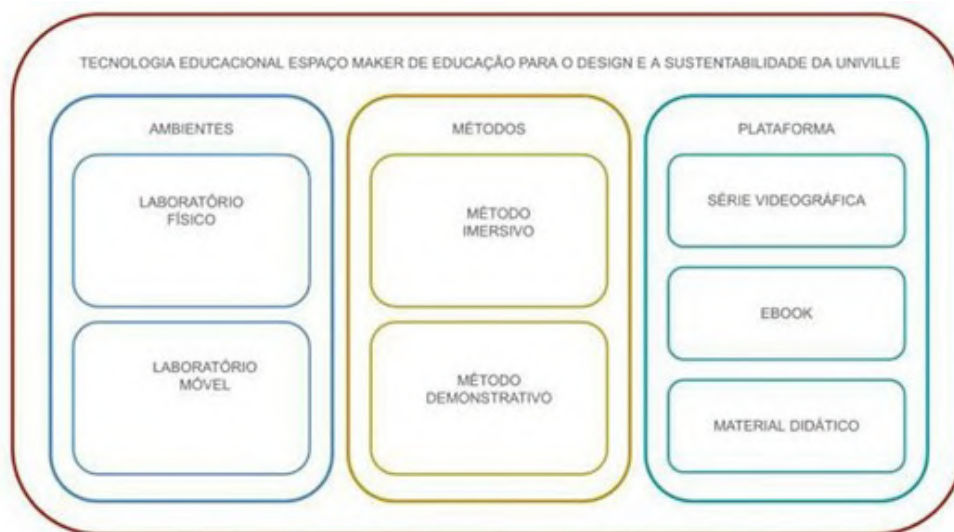 TECNOLOGIA EDUCACIONAL ESPAÇO MAKER DE EDUCAÇÃO PARA O DESIGN E A SUSTENTABILIDADE DA UNIVILLE
AMBIENTES
LABORATÓRIO
FÍSICO
LABORATÓRIO
MÓVEL
MÉTODOS
MÉTODO
IMERSIVO
MÉTODO
DEMONSTRATIVO
PLATAFORMA
SÉRIE VIDEOGRÁFICA
EBOOK
MATERIAL DIDÁTICO